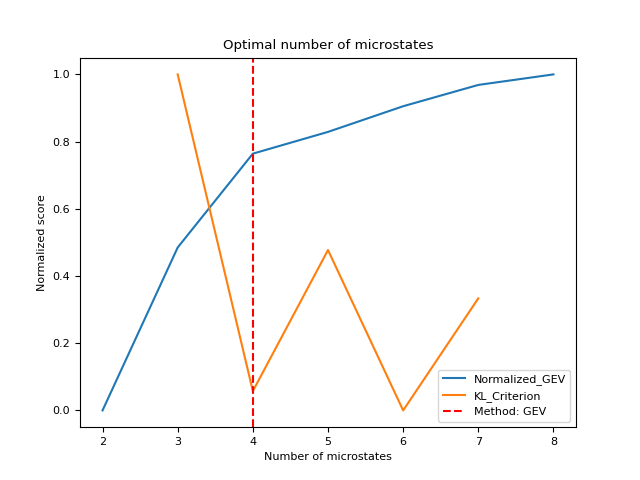 Optimal number of microstates
1.0
0.8
0.6
0.4
0.2
0.0
Normalized score
2 3 4 5 6 7 8
Number of microstates
Normalized_GEV
KL_Criterion
Method: GEV